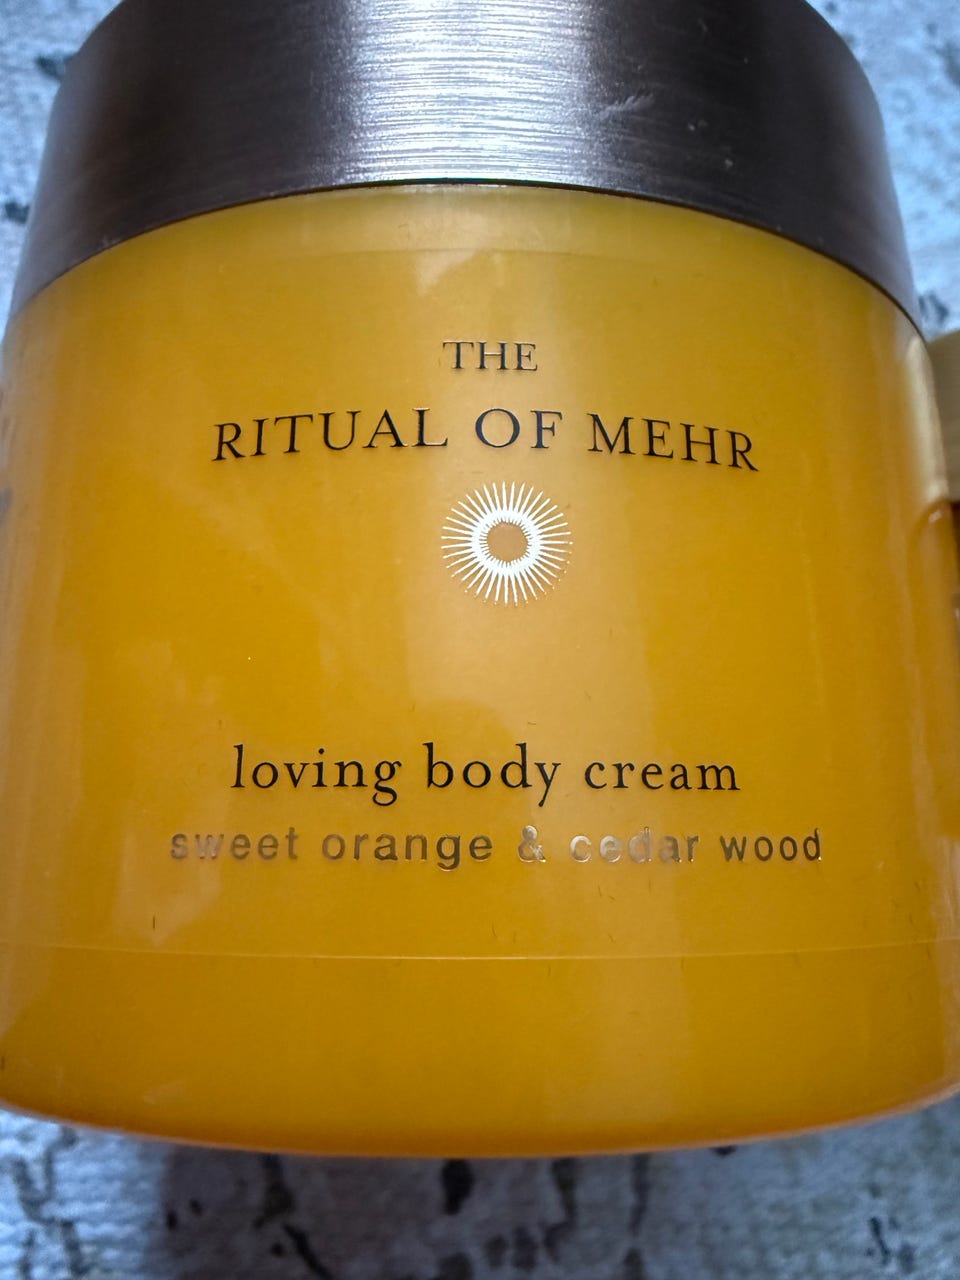 THE
RITUAL OF MEHR
loving body cream
sweet orange & cedar wood